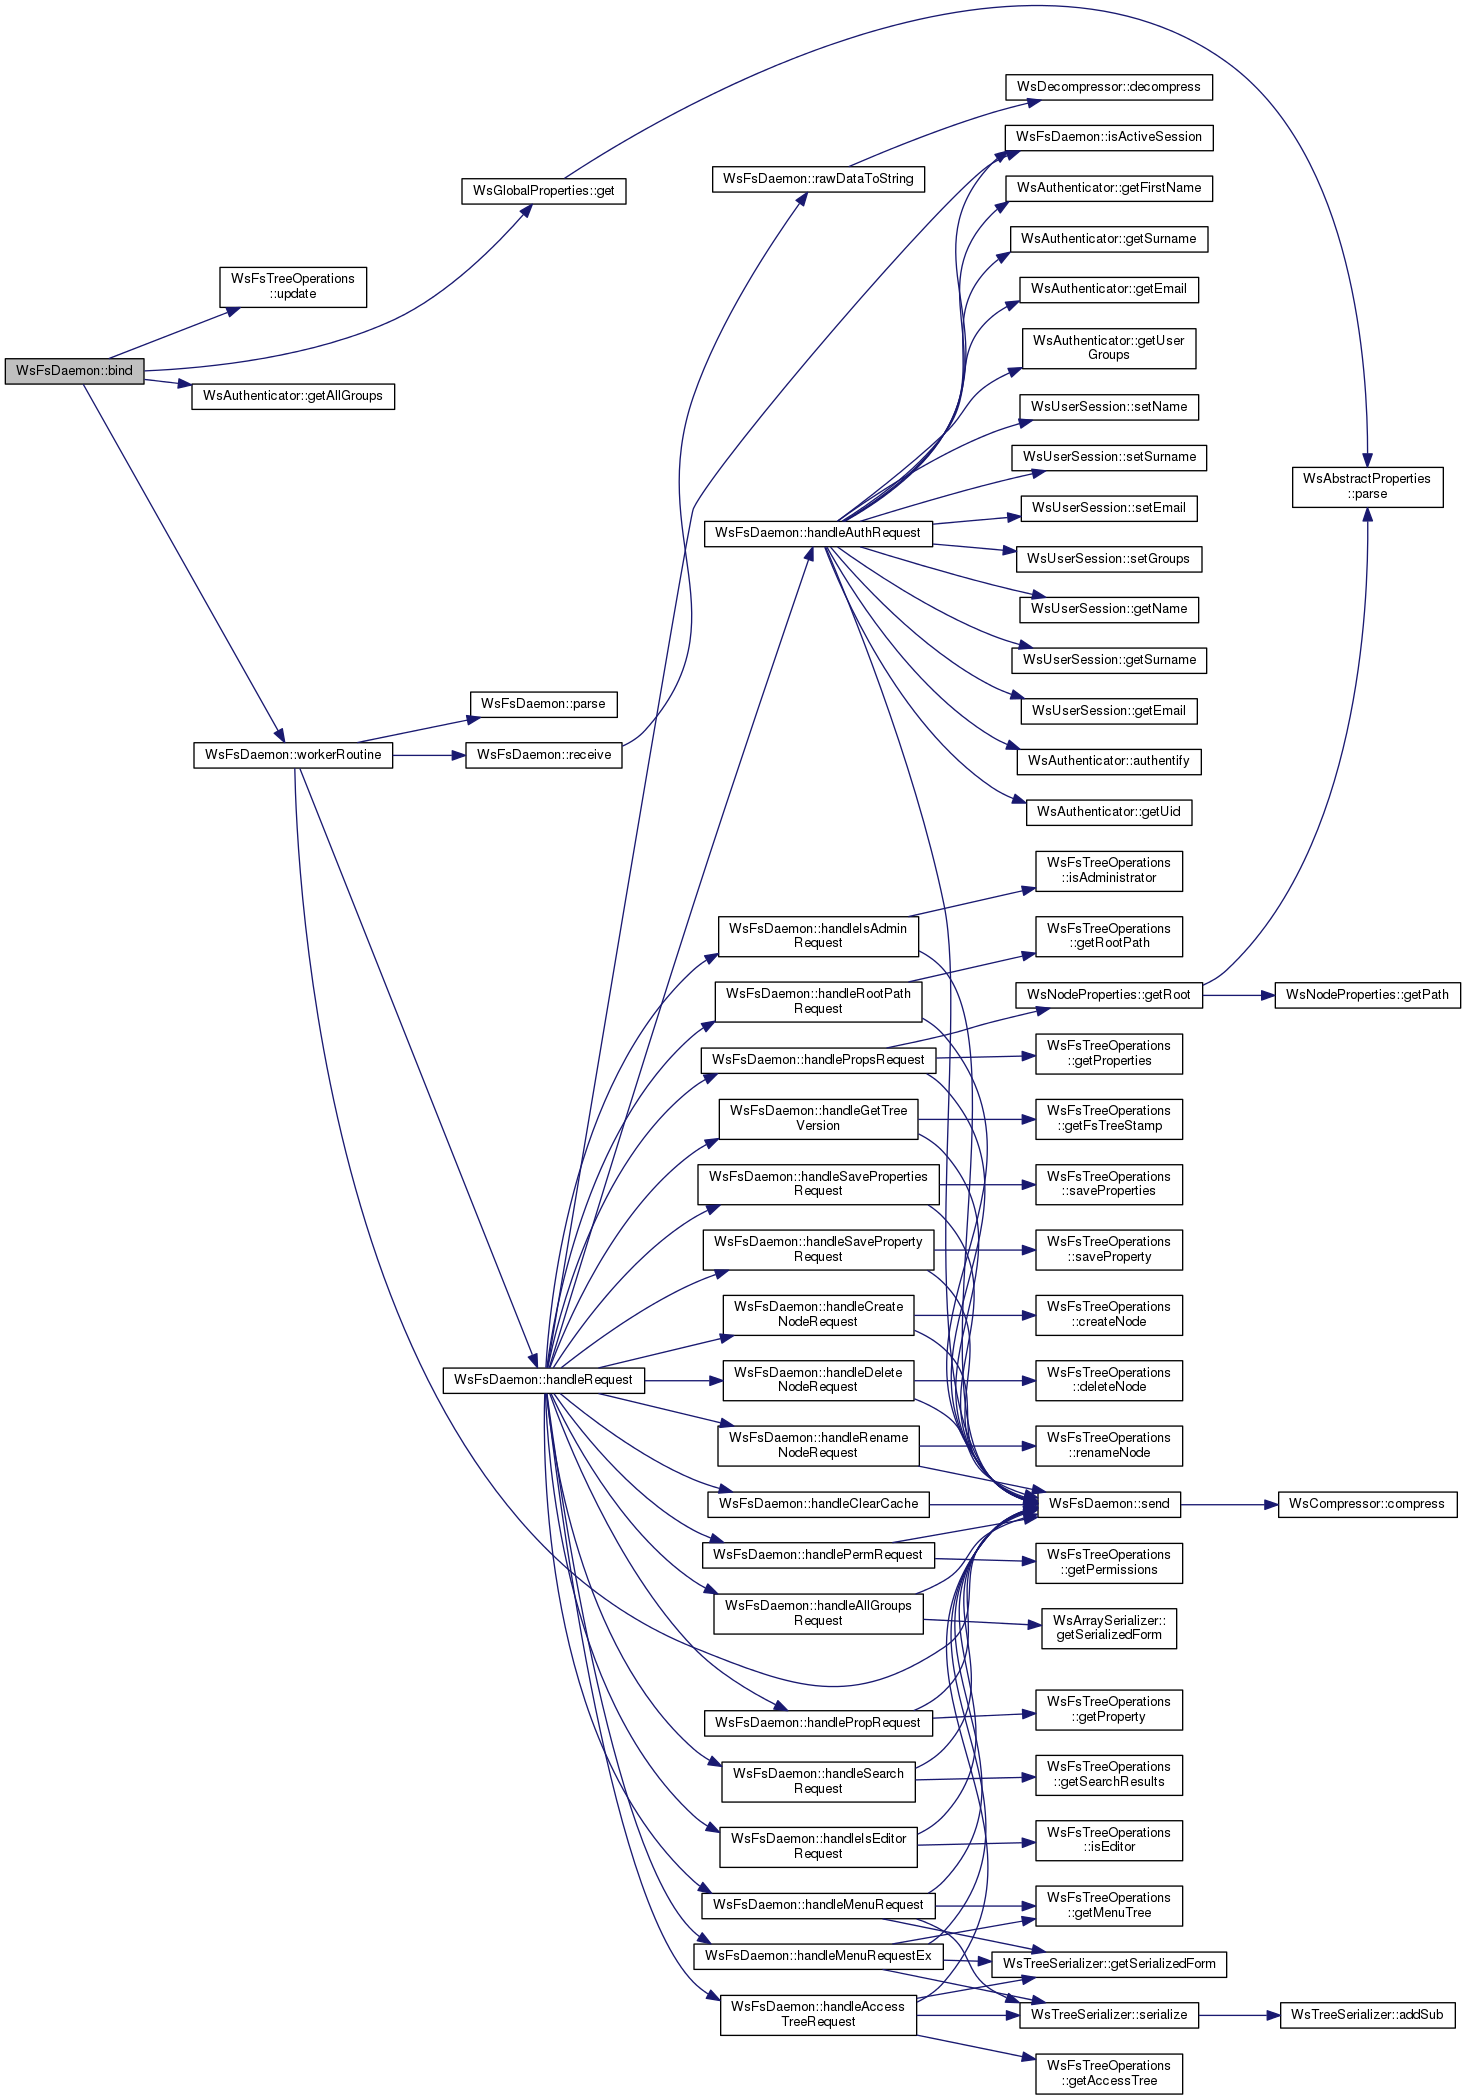 WsDecompressor::decompress
WsFsDaemon::isActiveSession
WsFsDaemon::rawDataToString
WsGlobalProperties::get
WsAuthenticator::getFirstName
WsAuthenticator::getSurname
WsFsTreeOperations
::update
WsAuthenticator::getEmail
WsAuthenticator::getUser
Groups
WsFsDaemon::bind
WsAuthenticator::getAllGroups
WsUserSession::setName
WsUserSession::setSurname
WsAbstractProperties
::parse
WsUserSession::setEmail
WsFsDaemon::handleAuthRequest
WsUserSession::setGroups
WsUserSession::getName
WsUserSession::getSurname
WsFsDaemon::parse
WsUserSession::getEmail
WsFsDaemon::workerRoutine
WsFsDaemon::receive
WsAuthenticator::authentify
WsAuthenticator::getUid
WsFsTreeOperations
::isAdministrator
WsFsDaemon::handleIsAdmin
Request
WsFsTreeOperations
::getRootPath
WsFsDaemon::handleRootPath
Request
WsNodeProperties::getRoot
WsNodeProperties::getPath
WsFsDaemon::handlePropsRequest
WsFsTreeOperations
::getProperties
WsFsDaemon::handleGetTree
Version
WsFsTreeOperations
::getFsTreeStamp
WsFsDaemon::handleSaveProperties
Request
WsFsTreeOperations
::saveProperties
WsFsDaemon::handleSaveProperty
Request
WsFsTreeOperations
::saveProperty
WsFsDaemon::handleCreate
NodeRequest
WsFsTreeOperations
::createNode
WsFsDaemon::handleRequest
WsFsDaemon::handleDelete
NodeRequest
WsFsTreeOperations
::deleteNode
WsFsDaemon::handleRename
NodeRequest
WsFsTreeOperations
::renameNode
WsFsDaemon::handleClearCache
WsFsDaemon::send
WsCompressor::compress
WsFsDaemon::handlePermRequest
WsFsTreeOperations
::getPermissions
WsFsDaemon::handleAllGroups
Request
WsArraySerializer::
getSerializedForm
WsFsDaemon::handlePropRequest
WsFsTreeOperations
::getProperty
WsFsDaemon::handleSearch
Request
WsFsTreeOperations
::getSearchResults
WsFsDaemon::handleIsEditor
Request
WsFsTreeOperations
::isEditor
WsFsDaemon::handleMenuRequest
WsFsTreeOperations
::getMenuTree
WsFsDaemon::handleMenuRequestEx
WsTreeSerializer::getSerializedForm
WsFsDaemon::handleAccess
TreeRequest
WsTreeSerializer::serialize
WsTreeSerializer::addSub
WsFsTreeOperations
::getAccessTree